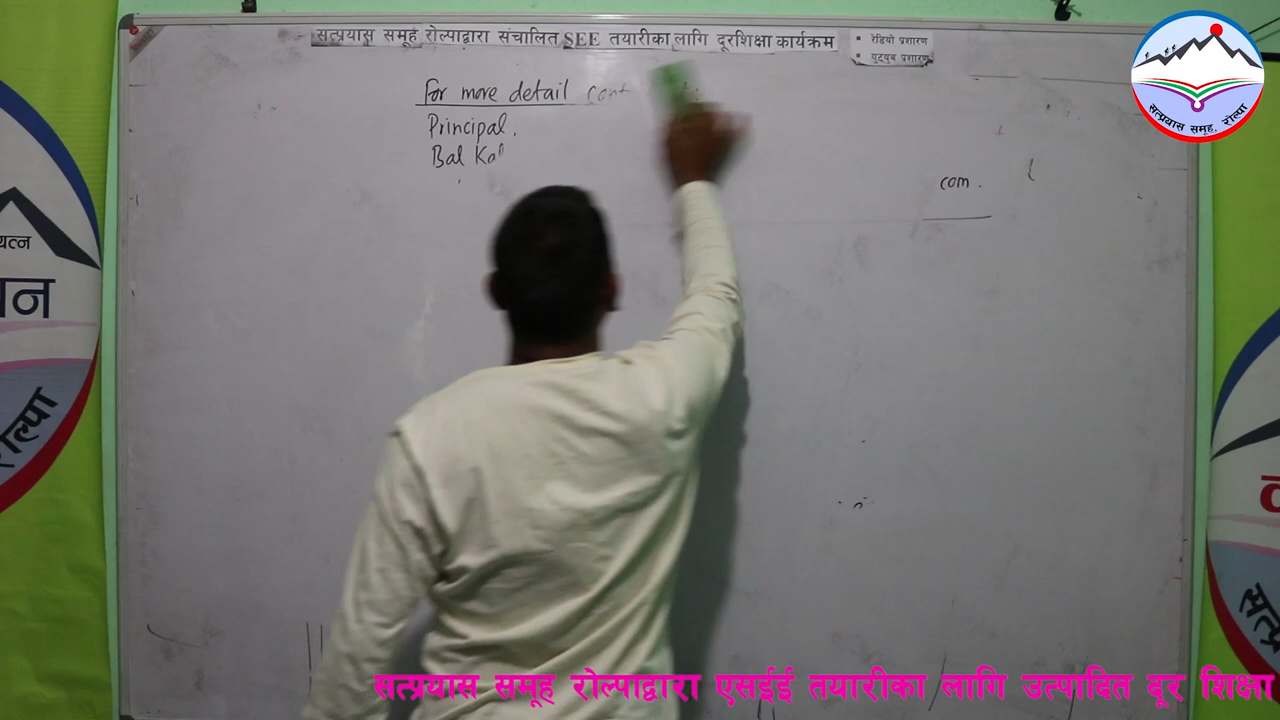 सत्प्रयास समूह रोल्पाद्वारा संचालित SEE तयारीका लागि दूरशिक्षा कार्यक्रम
रेडियो प्रशारण
युट्युब प्रशारण
For more detail cont
Principal.
Bal Ka
com.
सत्प्रयास समूह, रोल्पा
यत्न
सत्प्रयास समूह रोल्पाद्वारा एसईई तयारीका लागि उत्पादित दूर शिक्षा